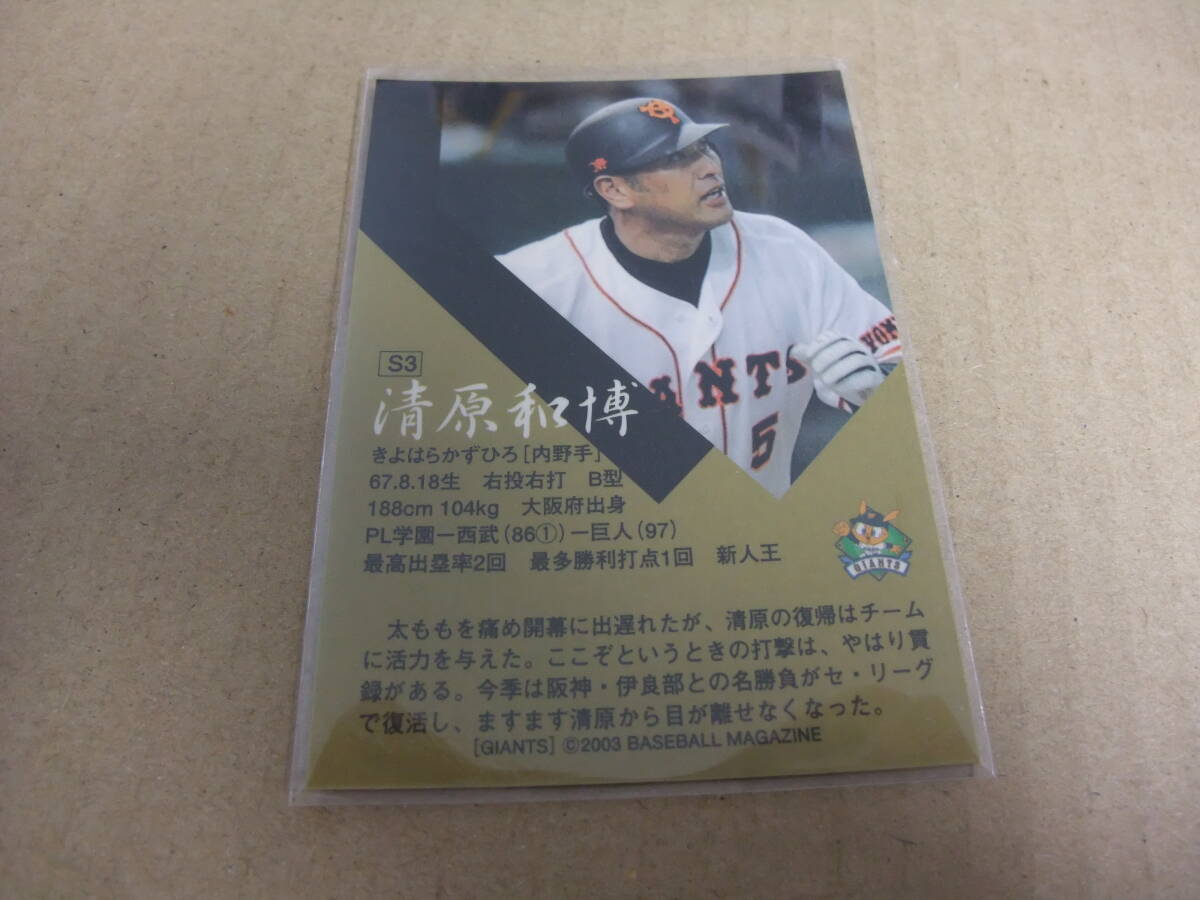 YOM
ANTS
5
S3
清原和博
きよはらかずひろ[内野手]
67.8.18生 右投右打 B型
188cm 104kg 大阪府出身
PL学園ー西武(86①)ー巨人(97)
最高出塁率2回 最多勝利打点1回 新人王
GIANTS
太ももを痛め開幕に出遅れたが、清原の復帰はチーム
に活力を与えた。ここぞというときの打撃は、やはり貫
録がある。今季は阪神・伊良部との名勝負がセ・リーグ
で復活し、ますます清原から目が離せなくなった。
[GIANTS] ©2003 BASEBALL MAGAZINE